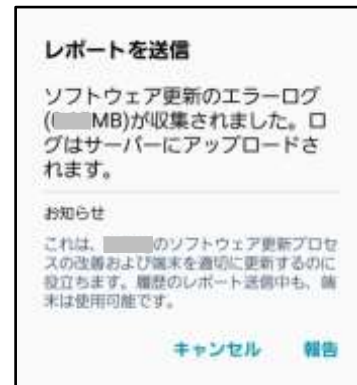 レポートを送信
ソフトウェア更新のエラーログ
(MB)が収集されました。ロ
グはサーバーにアップロードさ
れます。
お知らせ
これは、のソフトウェア更新プロセ
スの改善および端末を適切に更新するのに
役立ちます。履歴のレポート送信中も、端
末は使用可能です。
キャンセル 報告